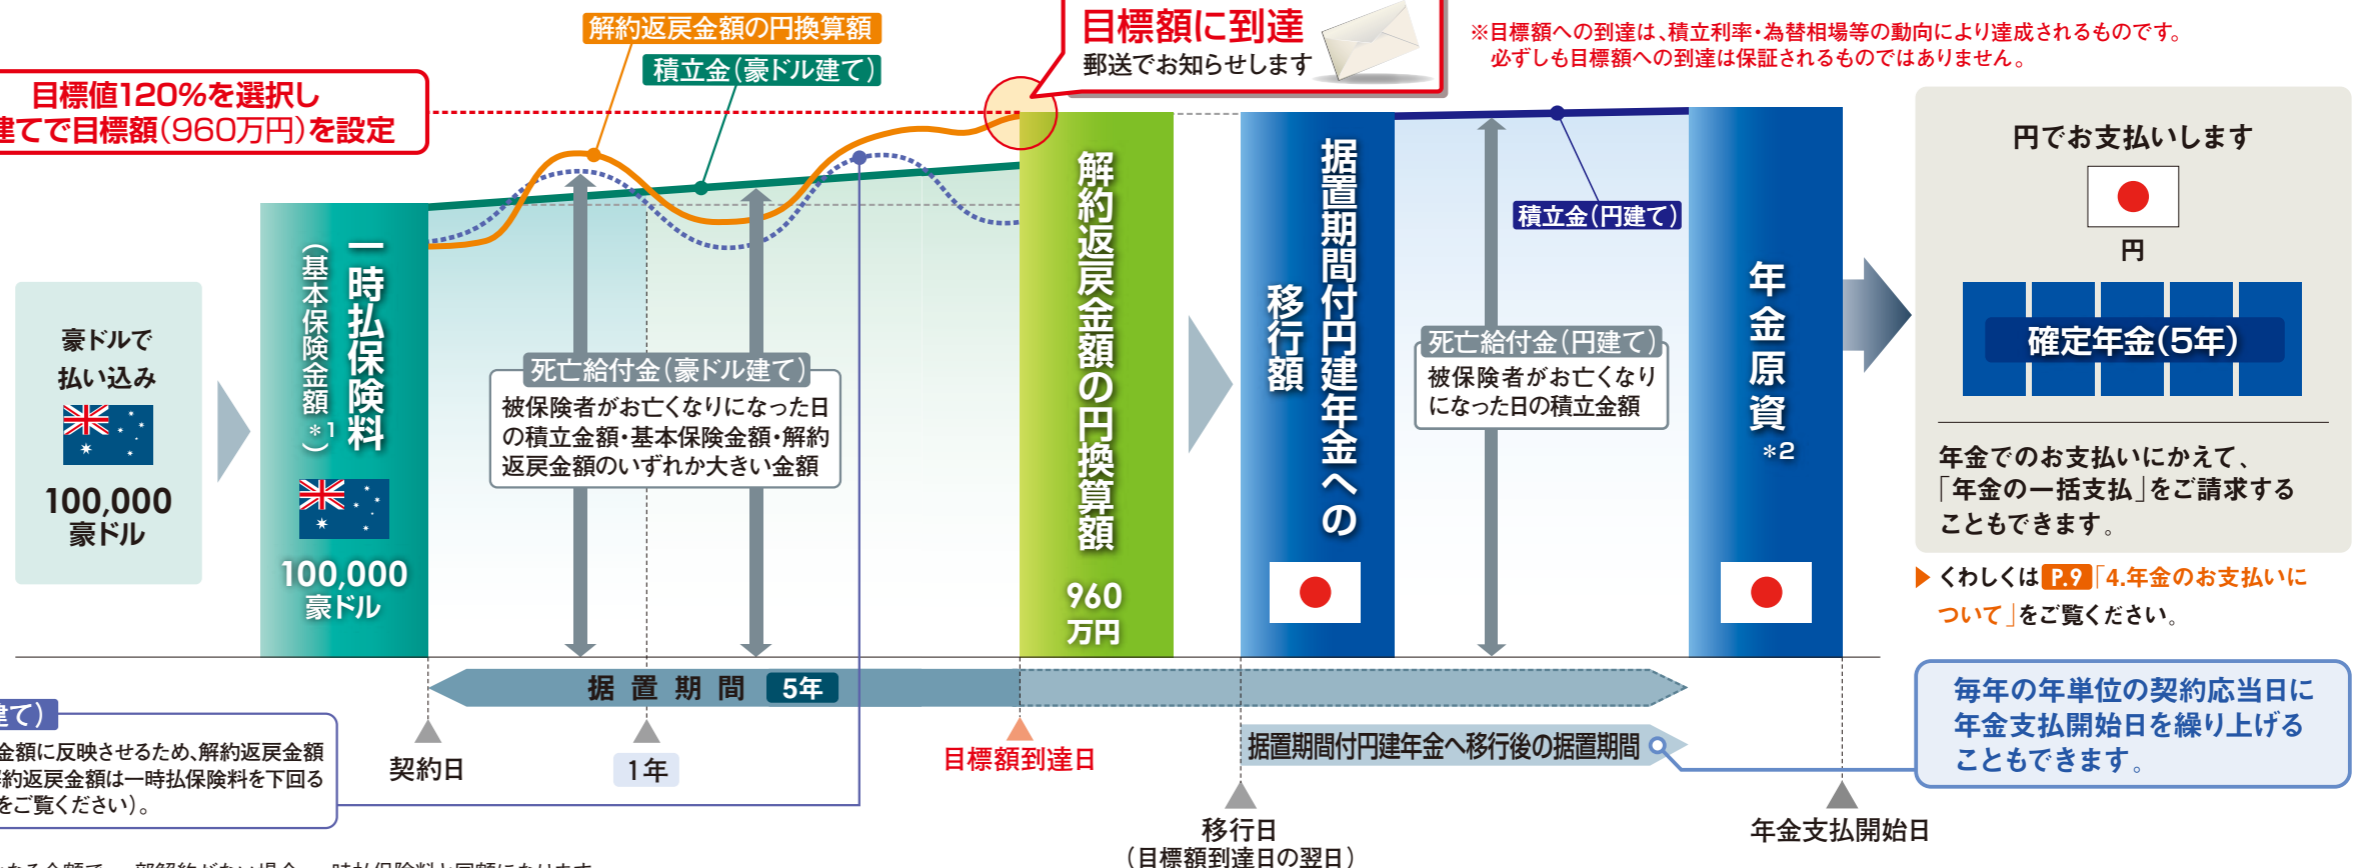 解約返戻金額の円換算額
積立金(豪ドル建て)
目標額に到達
郵送でお知らせします
※目標額への到達は、積立利率・為替相場等の動向により達成されるものです。
必ずしも目標額への到達は保証されるものではありません。
目標値120%を選択し
建てで目標額(960万円)を設定
豪ドルで
払い込み
100,000
豪ドル
一時払保険料
(基本保険金額*1)
100,000
豪ドル
死亡給付金(豪ドル建て)
被保険者がお亡くなりになった日
の積立金額・基本保険金額・解約
返戻金額のいずれか大きい金額
解約返戻金額の円換算額
960
万円
据置期間付円建年金への
移行額
積立金(円建て)
死亡給付金(円建て)
被保険者がお亡くなり
になった日の積立金額
年金原資
*2
円でお支払いします
円
確定年金(5年)
年金でのお支払いにかえて、
「年金の一括支払」をご請求する
こともできます。
くわしくは P.9 「4.年金のお支払いに
ついて」をご覧ください。
据置期間 5年
契約日
1年
目標額到達日
据置期間付円建年金へ移行後の据置期間
毎年の年単位の契約応当日に
年金支払開始日を繰り上げる
こともできます。
移行日
(目標額到達日の翌日)
年金支払開始日
建て)
金額に反映させるため、解約返戻金額
解約返戻金額は一時払保険料を下回る
をご覧ください)。